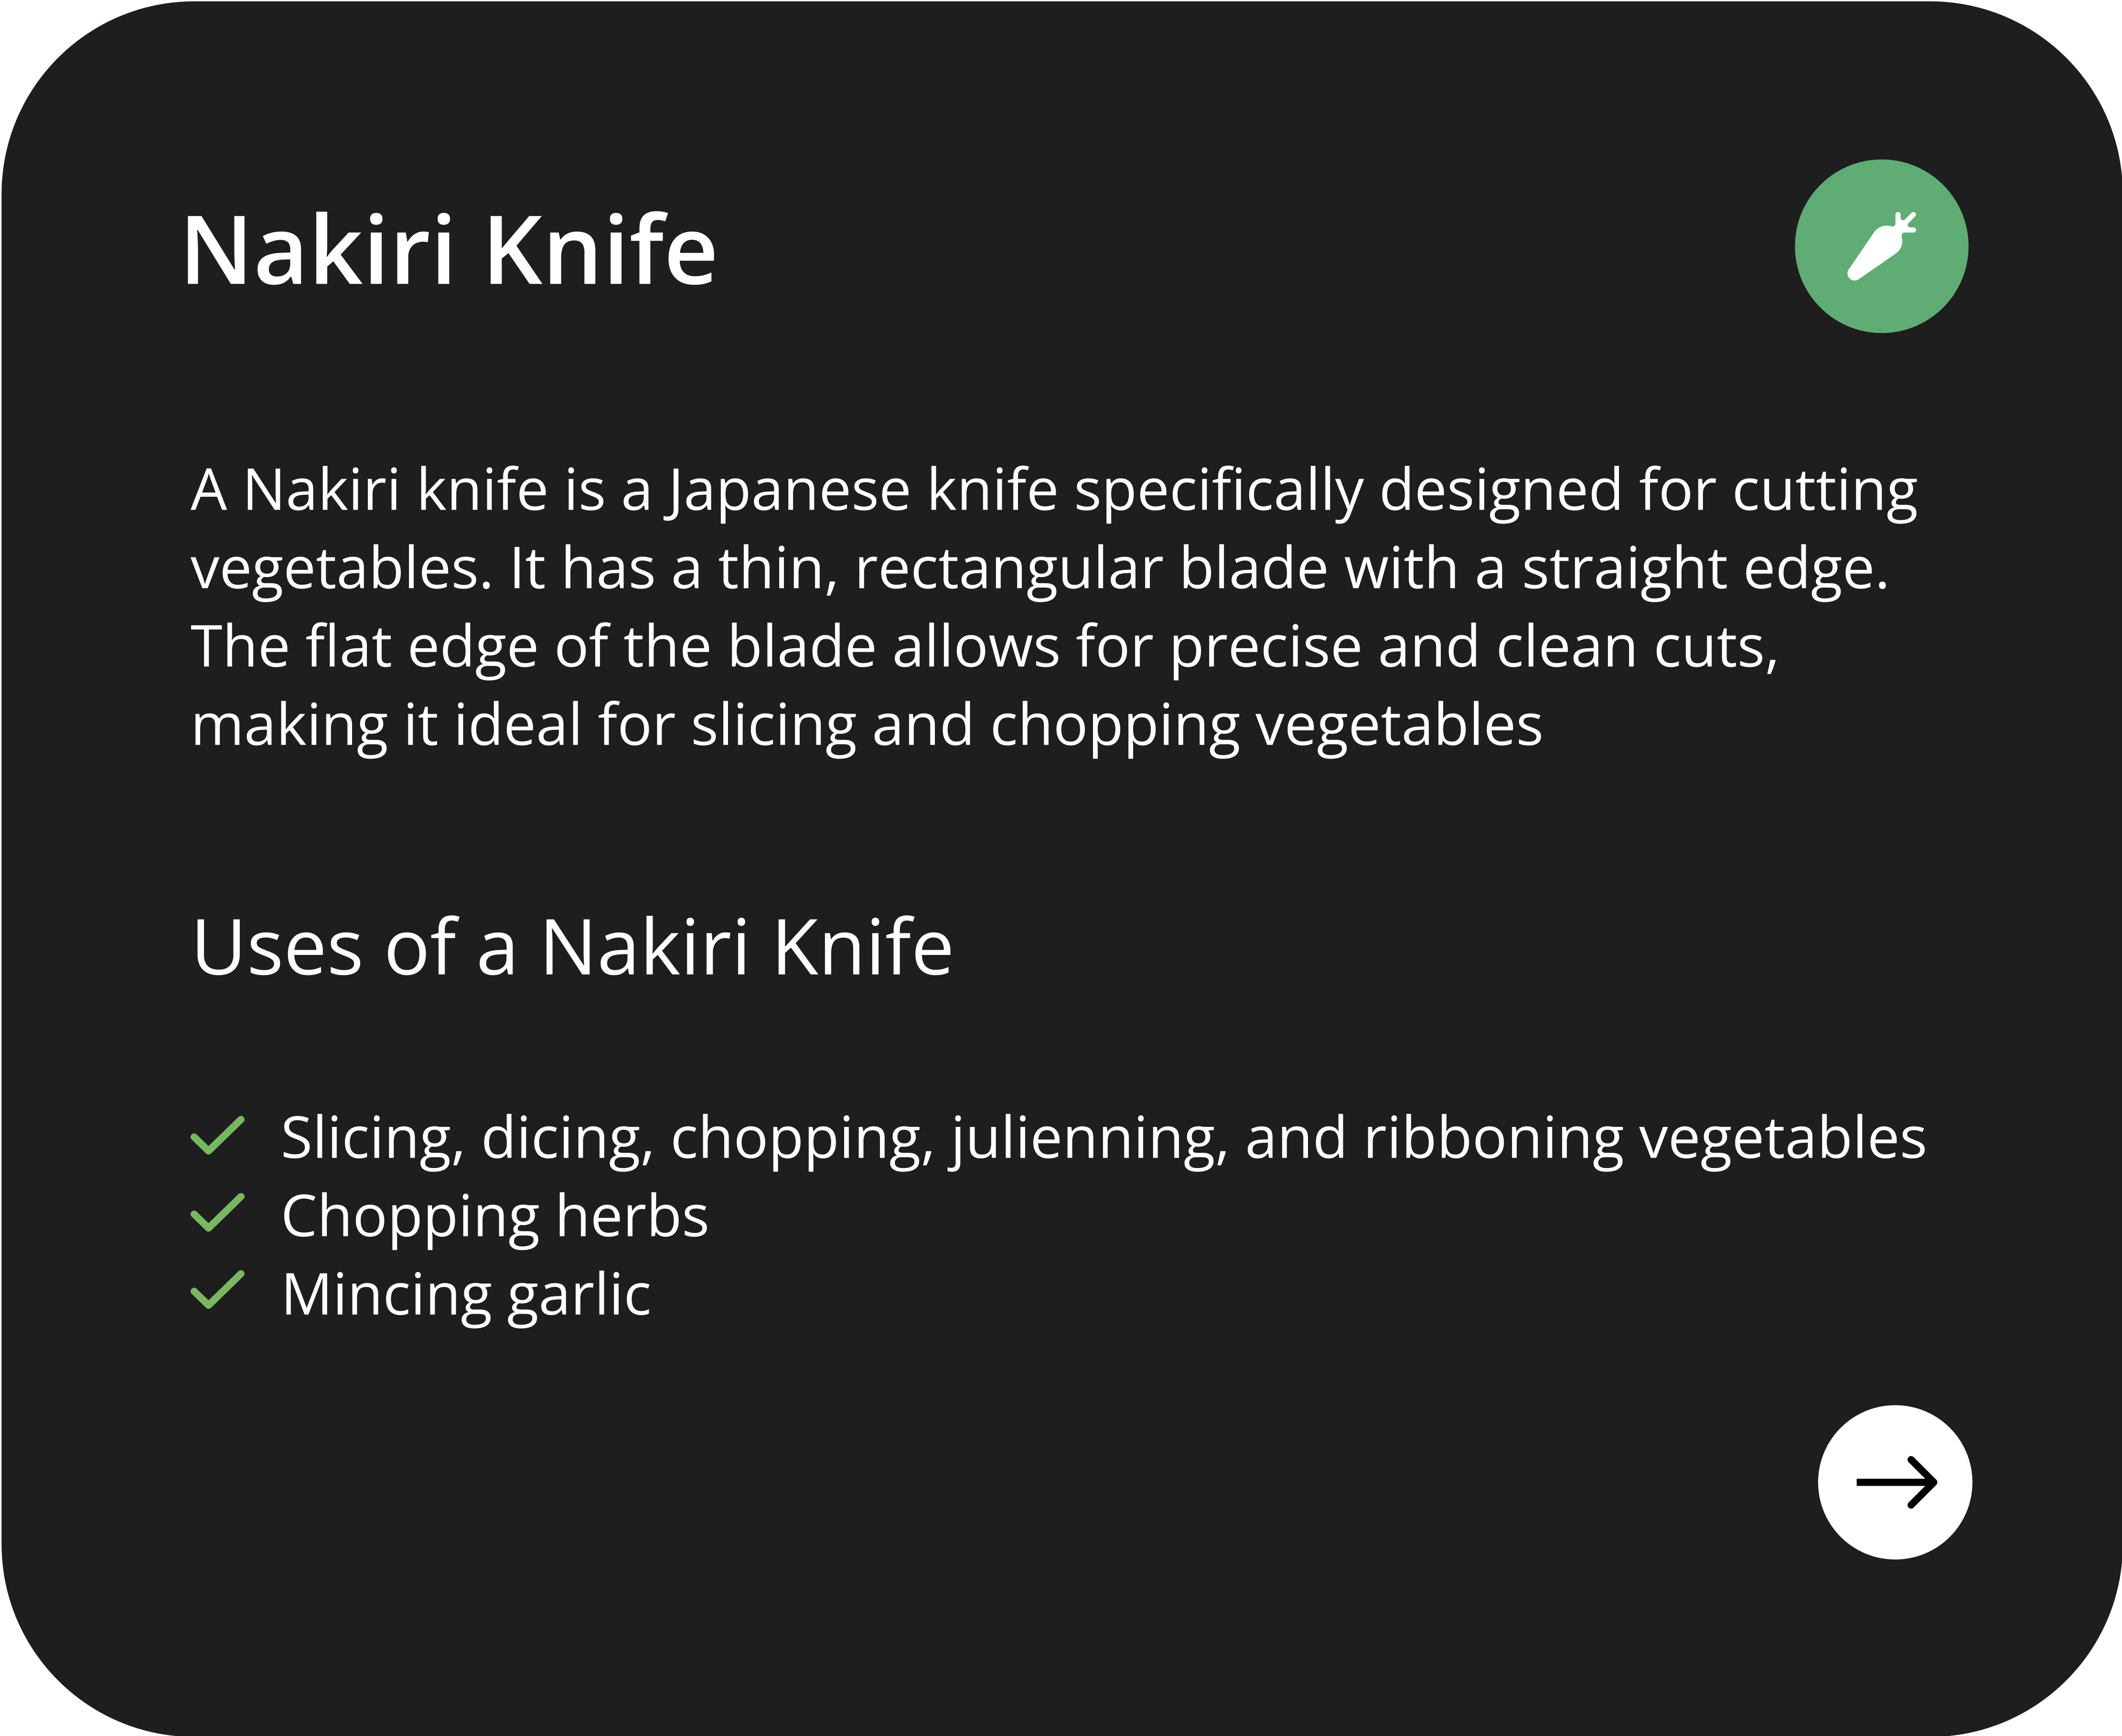 Nakiri Knife
A Nakiri knife is a Japanese knife specifically designed for cutting
vegetables. It has a thin, rectangular blade with a straight edge.
The flat edge of the blade allows for precise and clean cuts,
making it ideal for slicing and chopping vegetables
Uses of a Nakiri Knife
Slicing, dicing, chopping, julienning, and ribboning vegetables
Chopping herbs
Mincing garlic